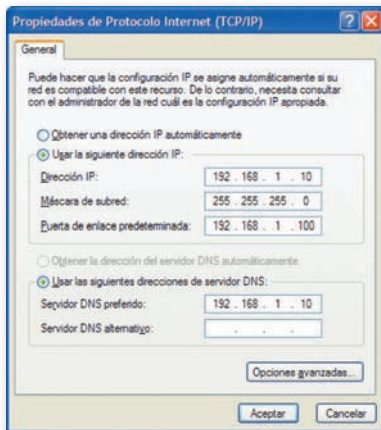 Propiedades de Protocolo Internet (TCP/IP)
General
Puede hacer que la configuración IP se asigne automáticamente si su
red es compatible con este recurso. De lo contrario, necesita consultar
con el administrador de la red cuál es la configuración IP apropiada.
Obtener una dirección IP automáticamente
Usar la siguiente dirección IP:
Dirección IP: 192 . 168 . 1 . 10
Máscara de subred: 255 . 255 . 255 . 0
Puerta de enlace predeterminada: 192 . 168 . 1 . 100
Obtener la dirección del servidor DNS automáticamente
Usar las siguientes direcciones de servidor DNS:
Servidor DNS preferido: 192 . 168 . 1 . 10
Servidor DNS alternativo: . . .
Opciones avanzadas...
Aceptar Cancelar